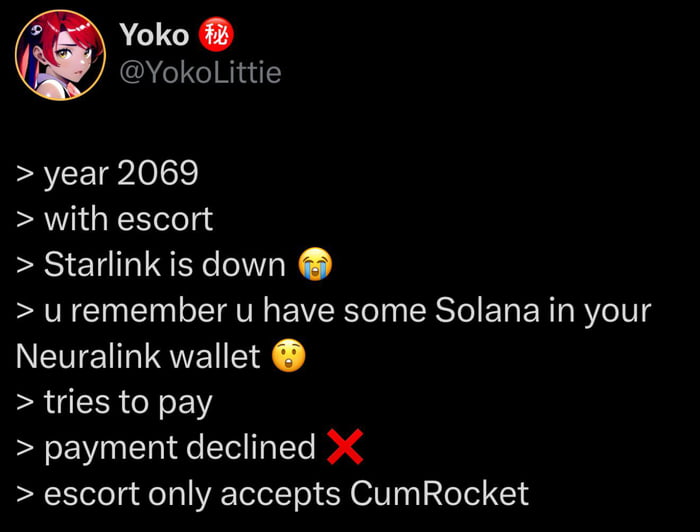 Yoko ㊙️
@YokoLittie
> year 2069
> with escort
> Starlink is down 😭
> u remember u have some Solana in your
Neuralink wallet 😲
> tries to pay
> payment declined ❌
> escort only accepts CumRocket